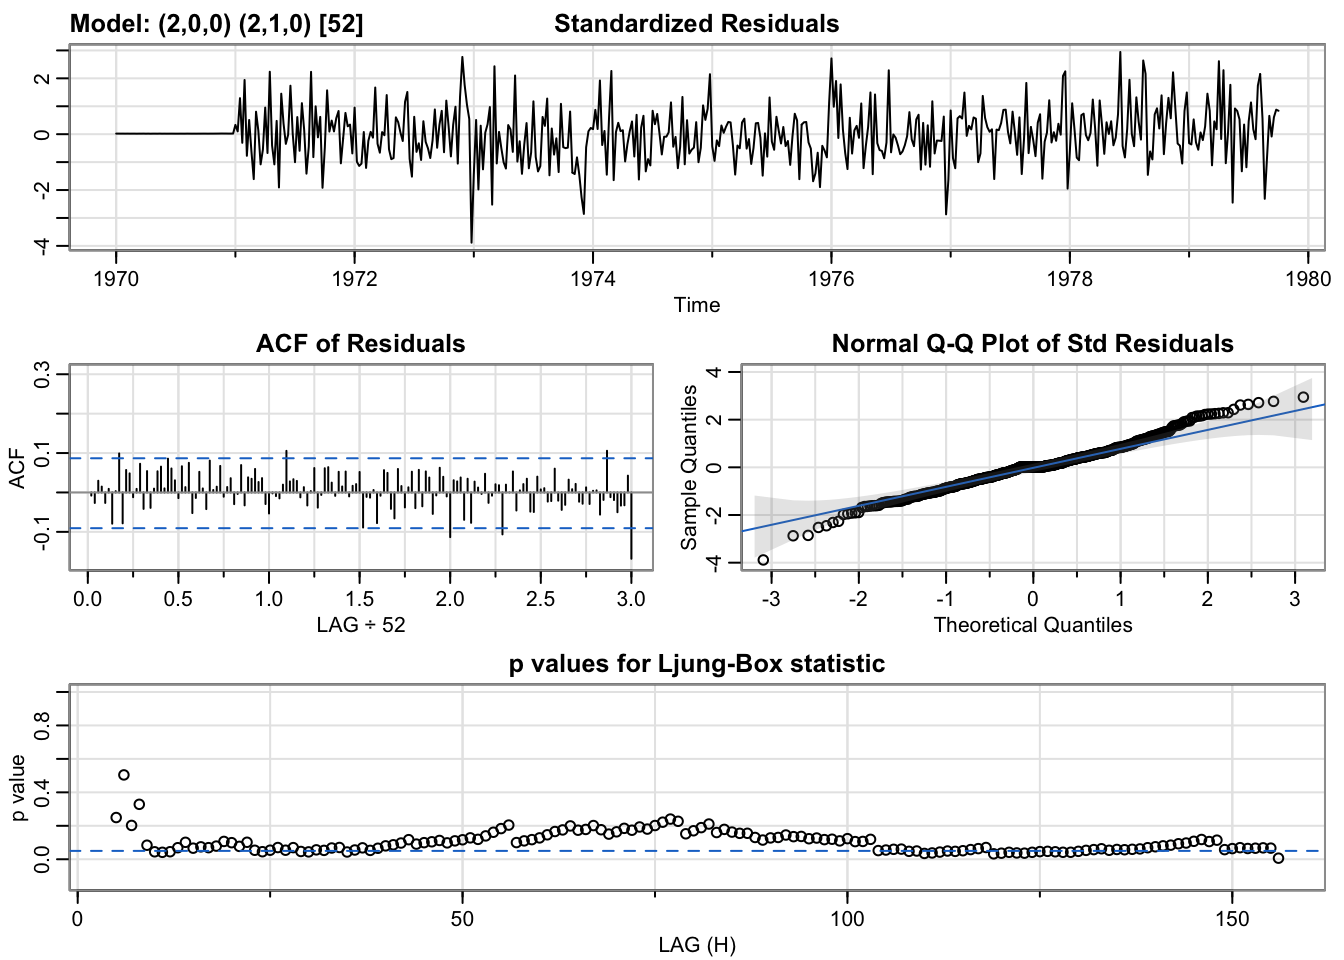 Model: (2,0,0) (2,1,0) [52]
Standardized Residuals
2
0
-2
-4
1970 1972 1974 1976 1978 1980
Time
ACF of Residuals
0.3
0.1
-0.1
ACF
0.0 0.5 1.0 1.5 2.0 2.5 3.0
LAG ÷ 52
Normal Q-Q Plot of Std Residuals
4
2
0
-2
-4
Sample Quantiles
-3 -2 -1 0 1 2 3
Theoretical Quantiles
p values for Ljung-Box statistic
0.8
0.4
0.0
p value
0 50 100 150
LAG (H)